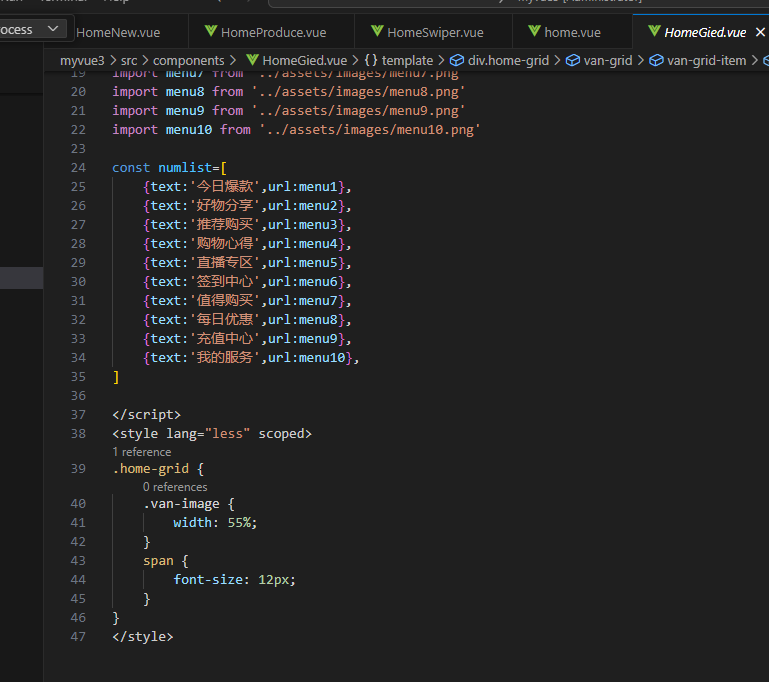 ocess
HomeNew.vue
HomeProduce.vue
HomeSwiper.vue
home.vue
HomeGied.vue
myvue3 > src > components > HomeGied.vue > {} template > div.home-grid > van-grid > van-grid-item >
19 import menu7 from '../assets/images/menu7.png'
20 import menu8 from '../assets/images/menu8.png'
21 import menu9 from '../assets/images/menu9.png'
22 import menu10 from '../assets/images/menu10.png'
23
24 const numlist=[
25 {text:'今日爆款',url:menu1},
26 {text:'好物分享',url:menu2},
27 {text:'推荐购买',url:menu3},
28 {text:'购物心得',url:menu4},
29 {text:'直播专区',url:menu5},
30 {text:'签到中心',url:menu6},
31 {text:'值得购买',url:menu7},
32 {text:'每日优惠',url:menu8},
33 {text:'充值中心',url:menu9},
34 {text:'我的服务',url:menu10},
35 ]
36
37 </script>
38 <style lang="less" scoped>
1 reference
39 .home-grid {
0 references
40 .van-image {
41 width: 55%;
42 }
43 span {
44 font-size: 12px;
45 }
46 }
47 </style>